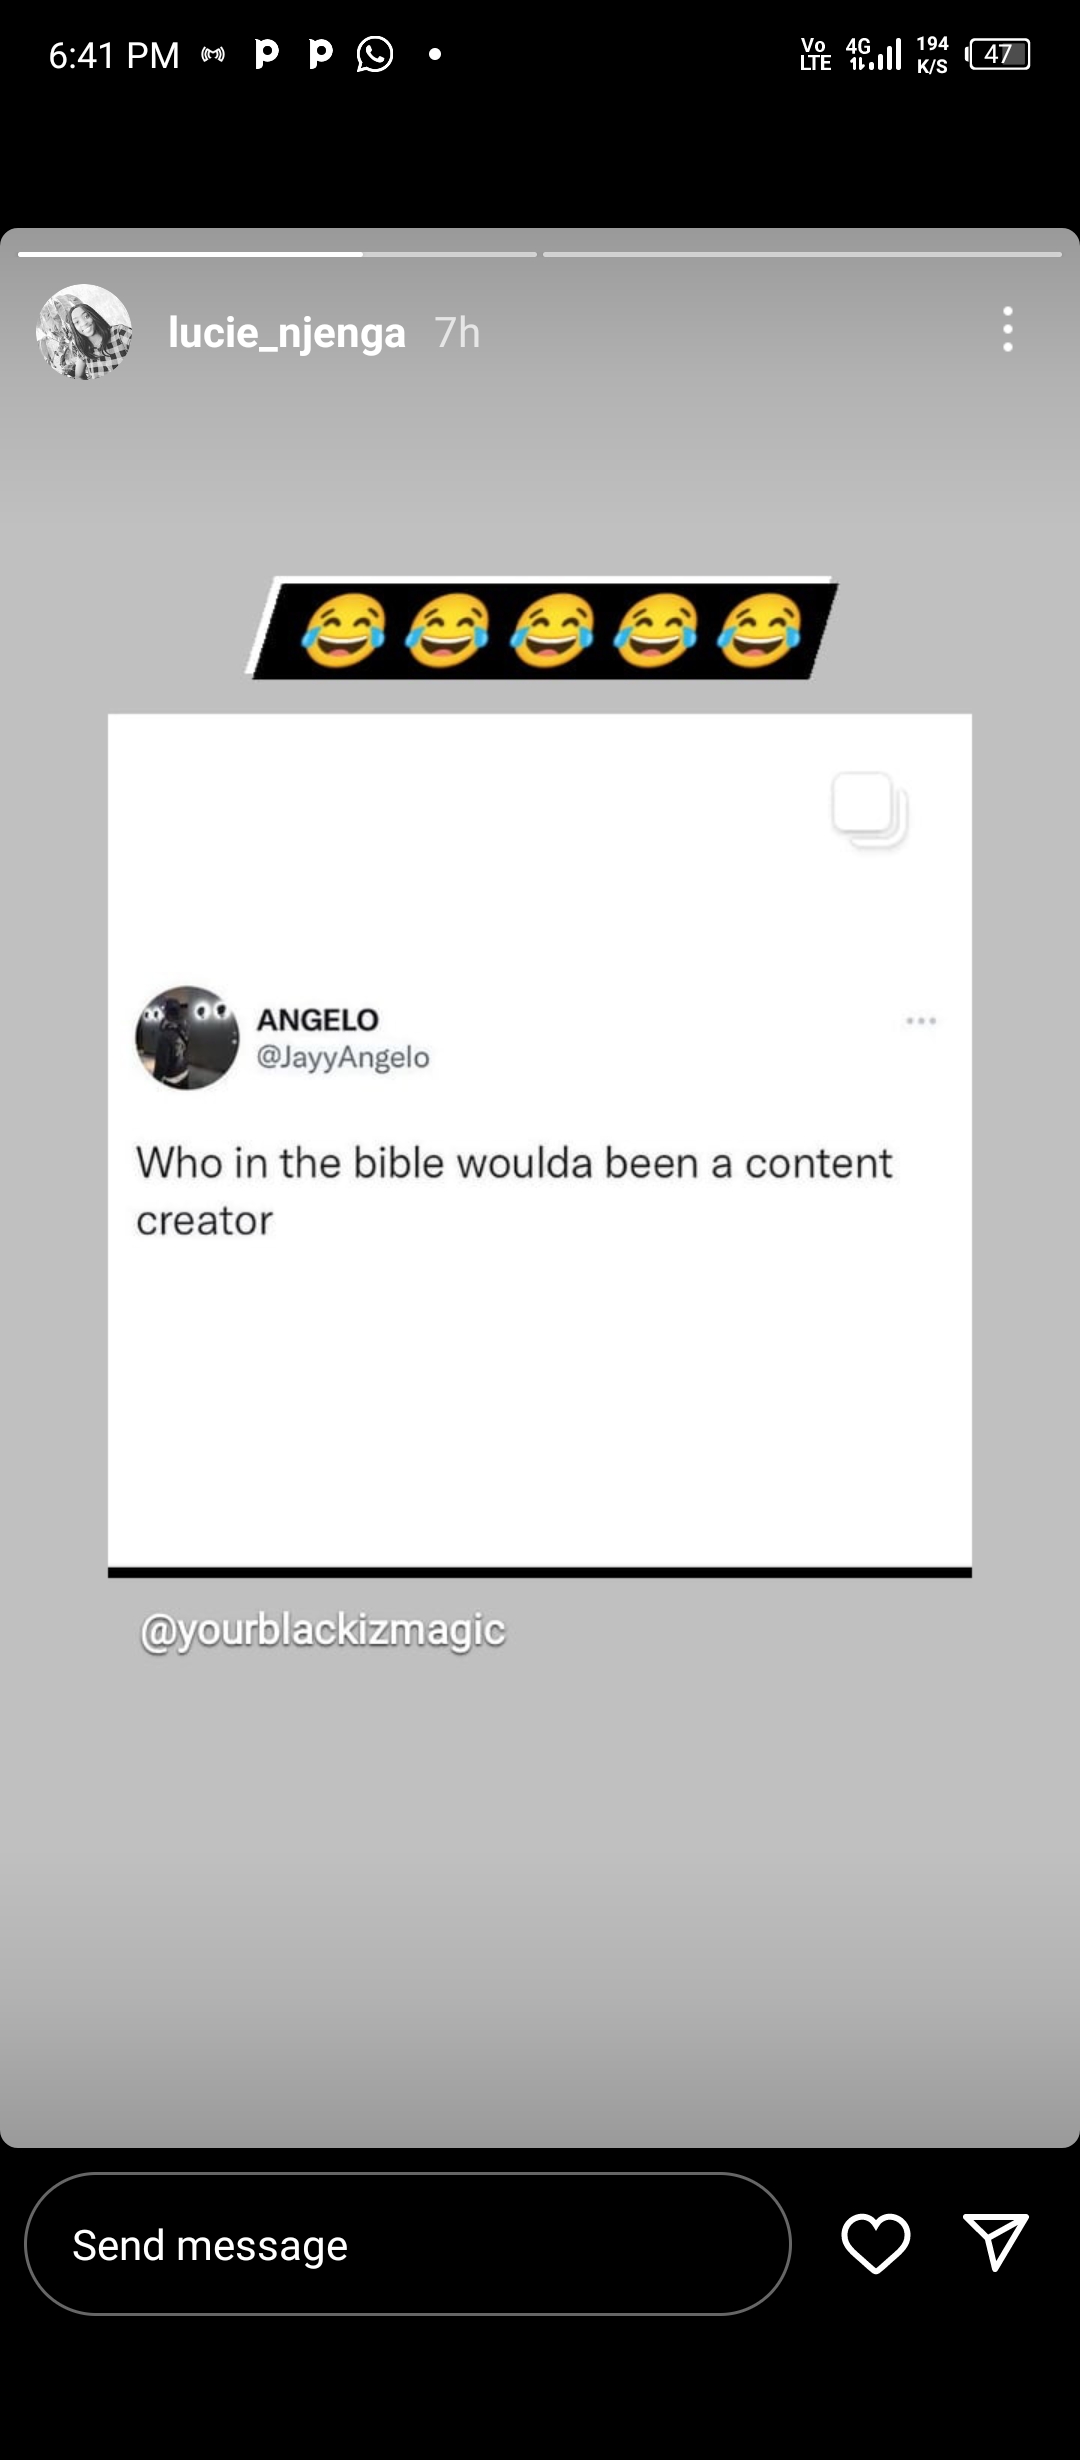 6:41 PM
Vo
LTE
4G
194
K/S
47
lucie_njenga 7h
😂😂😂😂😂
ANGELO
@JayyAngelo
Who in the bible woulda been a content
creator
@yourblackizmagic
Send message